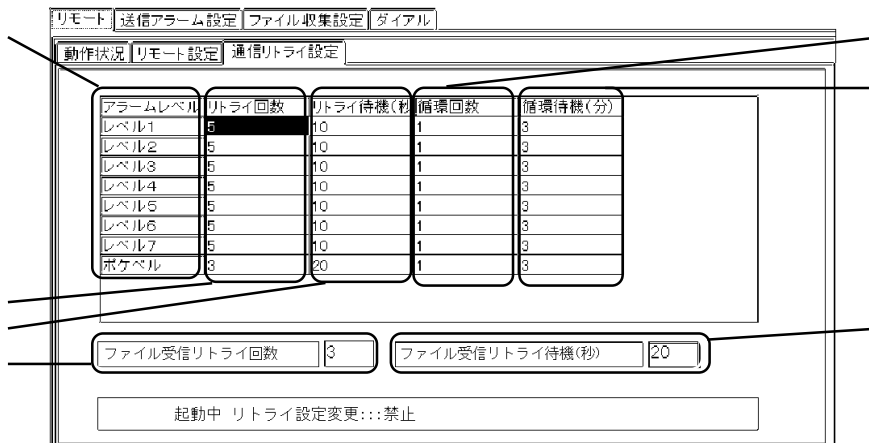 リモート 送信アラーム設定 ファイル収集設定 ダイアル
動作状況 リモート設定 通信リトライ設定
アラームレベル リトライ回数 リトライ待機(秒 循環回数 循環待機(分)
レベル1 5 10 1 3
レベル2 5 10 1 3
レベル3 5 10 1 3
レベル4 5 10 1 3
レベル5 5 10 1 3
レベル6 5 10 1 3
レベル7 5 10 1 3
ポケベル 3 20 1 3
ファイル受信リトライ回数 3 ファイル受信リトライ待機(秒) 20
起動中 リトライ設定変更:::禁止